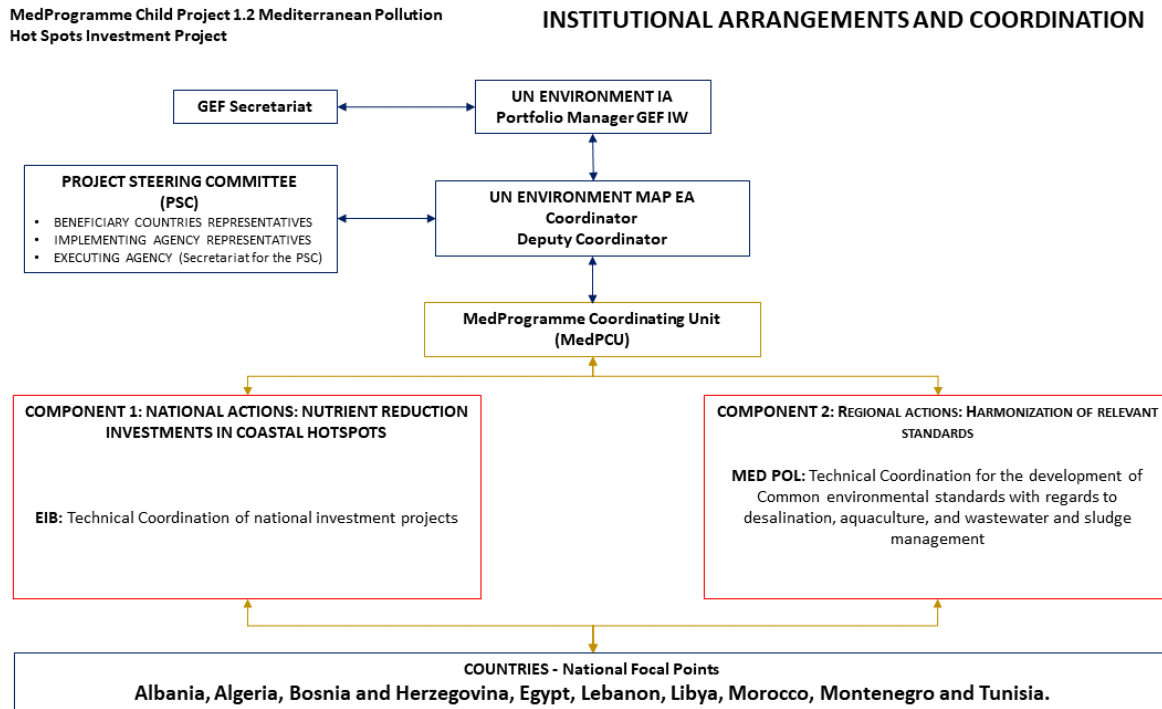 MedProgramme Child Project 1.2 Mediterranean Pollution
Hot Spots Investment Project
INSTITUTIONAL ARRANGEMENTS AND COORDINATION
GEF Secretariat
UN ENVIRONMENT IA
Portfolio Manager GEF IW
PROJECT STEERING COMMITTEE
(PSC)
• BENEFICIARY COUNTRIES REPRESENTATIVES
• IMPLEMENTING AGENCY REPRESENTATIVES
• EXECUTING AGENCY (Secretariat for the PSC)
UN ENVIRONMENT MAP EA
Coordinator
Deputy Coordinator
MedProgramme Coordinating Unit
(MedPCU)
COMPONENT 1: NATIONAL ACTIONS: NUTRIENT REDUCTION
INVESTMENTS IN COASTAL HOTSPOTS
EIB: Technical Coordination of national investment projects
COMPONENT 2: REGIONAL ACTIONS: HARMONIZATION OF RELEVANT
STANDARDS
MED POL: Technical Coordination for the development of
Common environmental standards with regards to
desalination, aquaculture, and wastewater and sludge
management
COUNTRIES - National Focal Points
Albania, Algeria, Bosnia and Herzegovina, Egypt, Lebanon, Libya, Morocco, Montenegro and Tunisia.